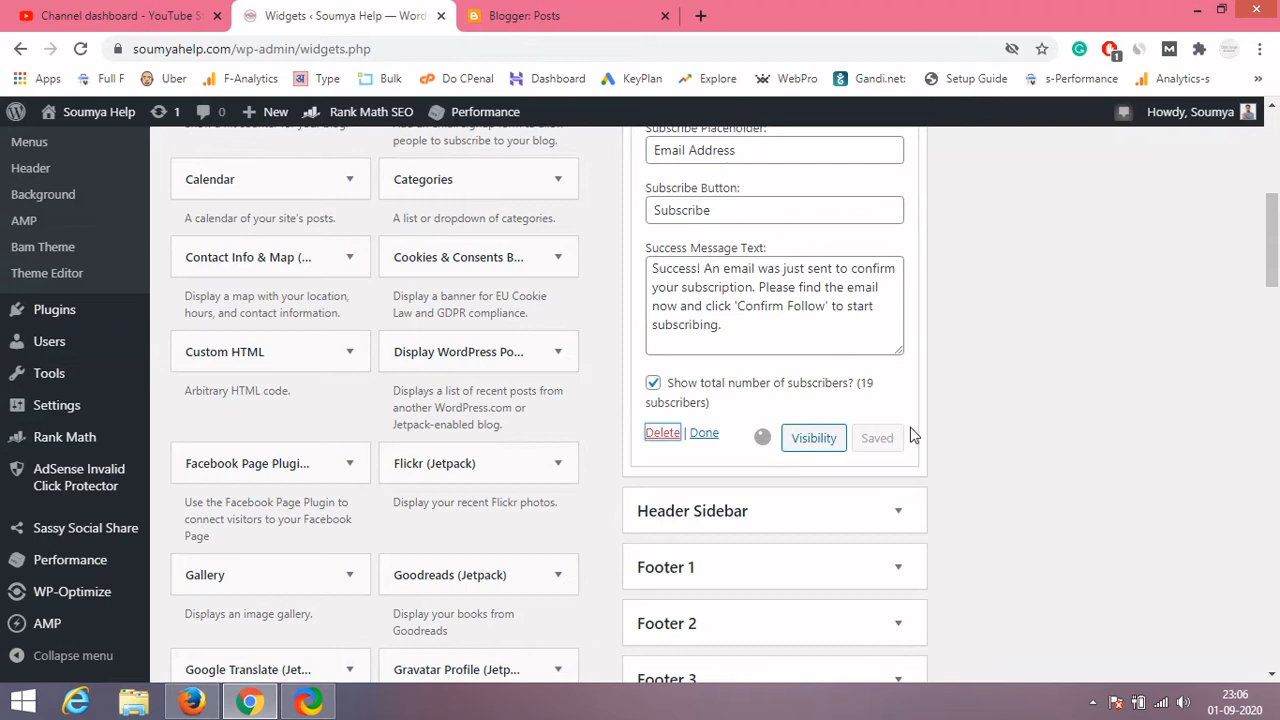 Channel dashboard - YouTube S
Widgets ‹ Soumya Help — Word
Blogger: Posts
soumyahelp.com/wp-admin/widgets.php
1
Apps
Full F
Uber
F-Analytics
अ
Type
Bulk
Do CPenal
Dashboard
KeyPlan
Explore
WebPro
Gandi.net:
Setup Guide
s-Performance
Analytics-s
»
Soumya Help
1
0
New
Rank Math SEO
Performance
Howdy, Soumya
Menus
Header
Background
AMP
Bam Theme
Theme Editor
Plugins
Users
Tools
Settings
Rank Math
AdSense Invalid
Click Protector
Sassy Social Share
Performance
WP-Optimize
AMP
Collapse menu
people to subscribe to your blog.
Calendar
Categories
A calendar of your site's posts.
A list or dropdown of categories.
Contact Info & Map (...
Cookies & Consents B...
Display a map with your location,
hours, and contact information.
Display a banner for EU Cookie
Law and GDPR compliance.
Custom HTML
Display WordPress Po...
Arbitrary HTML code.
Displays a list of recent posts from
another WordPress.com or
Jetpack-enabled blog.
Facebook Page Plugi...
Flickr (Jetpack)
Use the Facebook Page Plugin to
connect visitors to your Facebook
Page
Display your recent Flickr photos.
Gallery
Goodreads (Jetpack)
Displays an image gallery.
Display your books from
Goodreads
Google Translate (Jet...
Gravatar Profile (Jetp...
Subscribe Placeholder:
Email Address
Subscribe Button:
Subscribe
Success Message Text:
Success! An email was just sent to confirm
your subscription. Please find the email
now and click 'Confirm Follow' to start
subscribing.
Show total number of subscribers? (19
subscribers)
Delete | Done
Visibility
Saved
Header Sidebar
Footer 1
Footer 2
Footer 3
23:06
01-09-2020